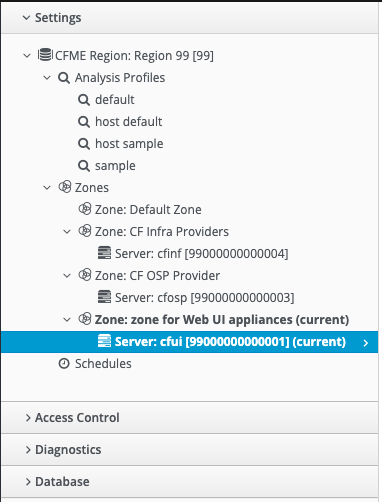 Settings
CFME Region: Region 99 [99]
Analysis Profiles
default
host default
host sample
sample
Zones
Zone: Default Zone
Zone: CF Infra Providers
Server: cfinf [99000000000004]
Zone: CF OSP Provider
Server: cfosp [99000000000003]
Zone: zone for Web UI appliances (current)
Server: cfui [99000000000001] (current)
Schedules
Access Control
Diagnostics
Database